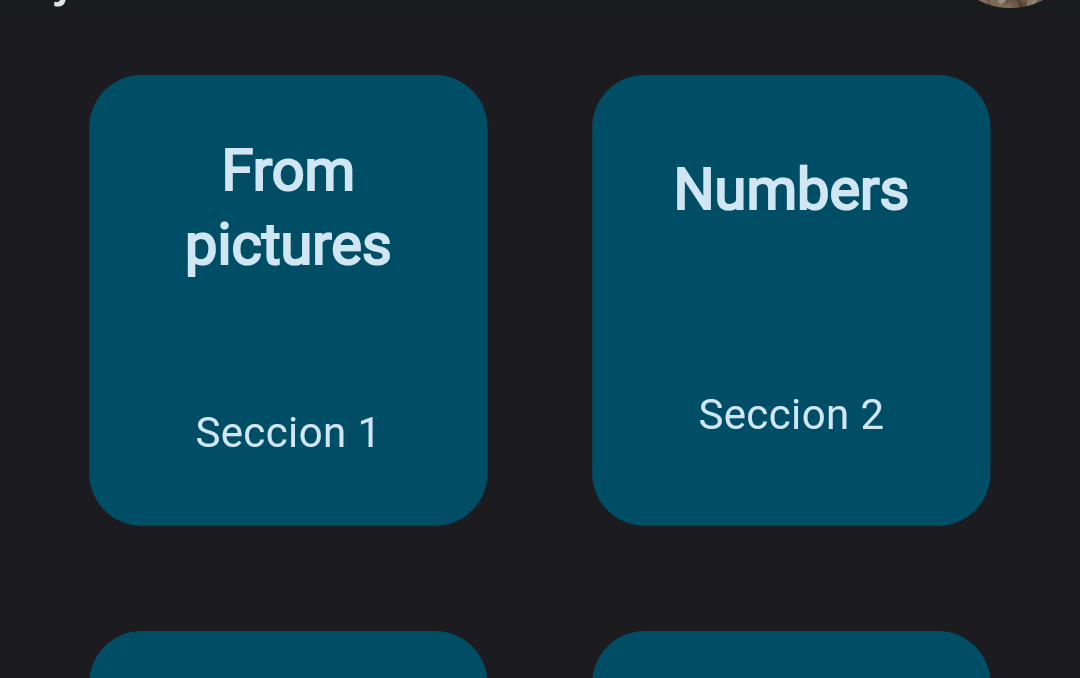 From
pictures
Seccion 1
Numbers
Seccion 2